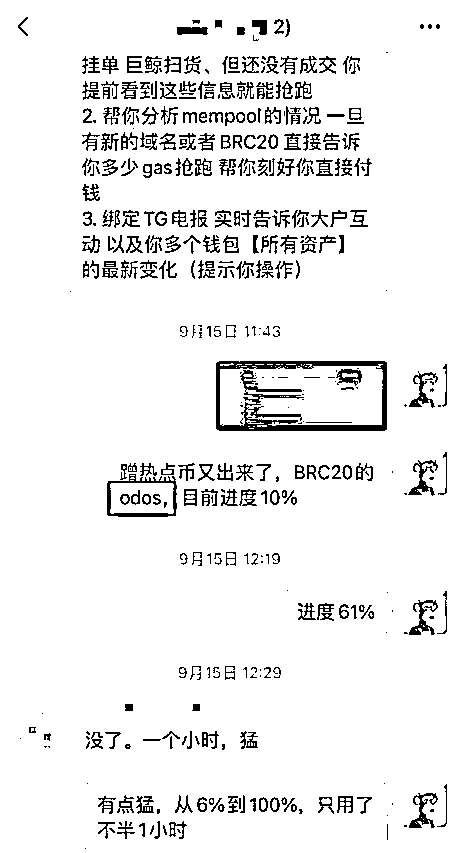 2)
挂单 巨鲸扫货、但还没有成交 你
提前看到这些信息就能抢跑
2. 帮你分析mempool的情况 一旦
有新的域名或者BRC20 直接告诉
你多少gas抢跑 帮你刻好你直接付
钱
3. 绑定TG电报 实时告诉你大户互
动 以及你多个钱包【所有资产】
的最新变化（提示你操作）
9月15日 11:43
蹭热点币又出来了，BRC20的
odos，目前进度10%
9月15日 12:19
进度61%
9月15日 12:29
没了。一个小时，猛
有点猛，从6%到100%，只用了
不半1小时